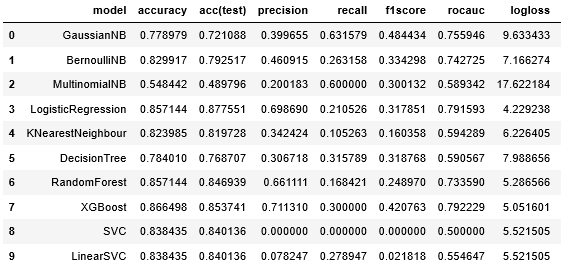 model accuracy acc(test) precision recall f1score rocauc logloss
0 GaussianNB 0.778979 0.721088 0.399655 0.631579 0.484434 0.755946 9.633433
1 BernoulliNB 0.829917 0.792517 0.460915 0.263158 0.334298 0.742725 7.166274
2 MultinomialNB 0.548442 0.489796 0.200183 0.600000 0.300132 0.589342 17.622184
3 LogisticRegression 0.857144 0.877551 0.698690 0.210526 0.317851 0.791593 4.229238
4 KNearestNeighbour 0.823985 0.819728 0.342424 0.105263 0.160358 0.594289 6.226405
5 DecisionTree 0.784010 0.768707 0.306718 0.315789 0.318768 0.590567 7.988656
6 RandomForest 0.857144 0.846939 0.661111 0.168421 0.248970 0.733590 5.286566
7 XGBoost 0.866498 0.853741 0.711310 0.300000 0.420763 0.792229 5.051601
8 SVC 0.838435 0.840136 0.000000 0.000000 0.000000 0.500000 5.521505
9 LinearSVC 0.838435 0.840136 0.078247 0.278947 0.021818 0.554647 5.521505